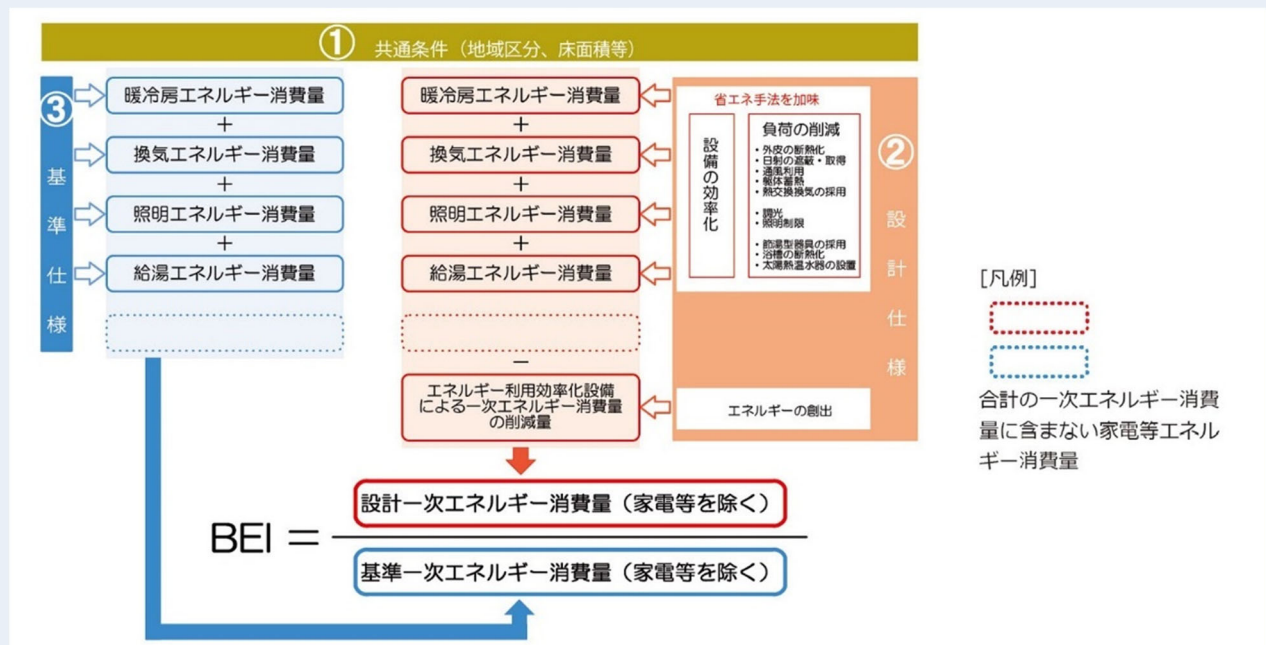 ① 共通条件（地域区分、床面積等）
③
基準仕様
暖冷房エネルギー消費量
+
換気エネルギー消費量
+
照明エネルギー消費量
+
給湯エネルギー消費量
暖冷房エネルギー消費量
+
換気エネルギー消費量
+
照明エネルギー消費量
+
給湯エネルギー消費量
−
エネルギー利用効率化設備
による一次エネルギー消費量
の削減量
省エネ手法を加味
設備の効率化
負荷の削減
・外皮の断熱化
・日射の遮蔽・取得
・通風利用
・躯体蓄熱
・熱交換換気の採用
・調光
・照明制限
・節湯型器具の採用
・浴槽の断熱化
・太陽熱温水器の設置
エネルギーの創出
②
設計仕様
BEI =
設計一次エネルギー消費量（家電等を除く）
基準一次エネルギー消費量（家電等を除く）
[凡例]
合計の一次エネルギー消費
量に含まない家電等エネル
ギー消費量